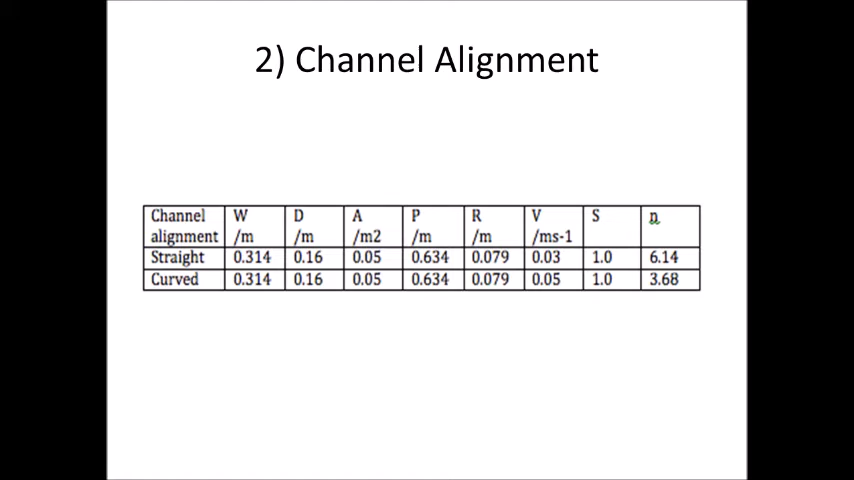 2) Channel Alignment
Channel alignment W /m D /m A /m2 P /m R /m V /ms-1 S n
Straight 0.314 0.16 0.05 0.634 0.079 0.03 1.0 6.14
Curved 0.314 0.16 0.05 0.634 0.079 0.05 1.0 3.68